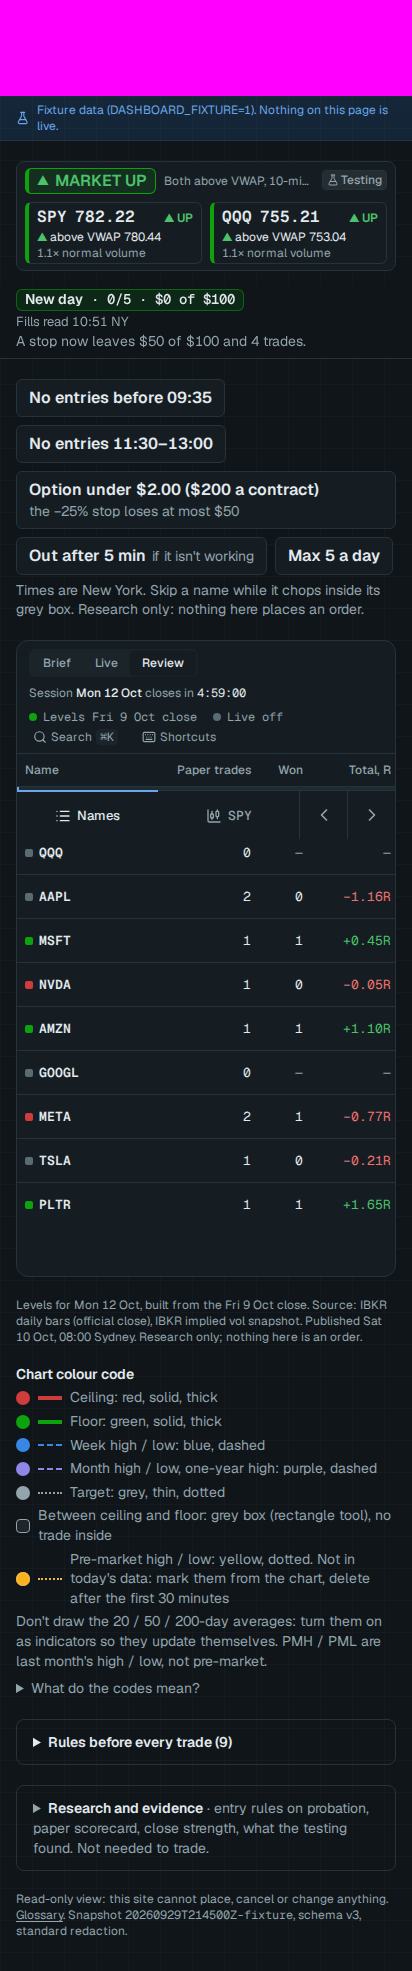 Fixture data (DASHBOARD_FIXTURE=1). Nothing on this page is
live.
▲ MARKET UP Both above VWAP, 10-mi… Testing
SPY 782.22 ▲ UP QQQ 755.21 ▲ UP
▲ above VWAP 780.44 ▲ above VWAP 753.04
1.1× normal volume 1.1× normal volume
New day · 0/5 · $0 of $100
Fills read 10:51 NY
A stop now leaves $50 of $100 and 4 trades.
No entries before 09:35
No entries 11:30–13:00
Option under $2.00 ($200 a contract)
the −25% stop loses at most $50
Out after 5 min if it isn't working Max 5 a day
Times are New York. Skip a name while it chops inside its
grey box. Research only: nothing here places an order.
Brief Live Review
Session Mon 12 Oct closes in 4:59:00
Levels Fri 9 Oct close Live off
Search ⌘K Shortcuts
Name Paper trades Won Total, R
Names SPY
QQQ 0 — —
AAPL 2 0 −1.16R
MSFT 1 1 +0.45R
NVDA 1 0 −0.05R
AMZN 1 1 +1.10R
GOOGL 0 — —
META 2 1 −0.77R
TSLA 1 0 −0.21R
PLTR 1 1 +1.65R
Levels for Mon 12 Oct, built from the Fri 9 Oct close. Source: IBKR
daily bars (official close), IBKR implied vol snapshot. Published Sat
10 Oct, 08:00 Sydney. Research only; nothing here is an order.
Chart colour code
Ceiling: red, solid, thick
Floor: green, solid, thick
Week high / low: blue, dashed
Month high / low, one-year high: purple, dashed
Target: grey, thin, dotted
Between ceiling and floor: grey box (rectangle tool), no
trade inside
Pre-market high / low: yellow, dotted. Not in
today's data: mark them from the chart, delete
after the first 30 minutes
Don't draw the 20 / 50 / 200-day averages: turn them on
as indicators so they update themselves. PMH / PML are
last month's high / low, not pre-market.
▶ What do the codes mean?
▶ Rules before every trade (9)
▶ Research and evidence · entry rules on probation,
paper scorecard, close strength, what the testing
found. Not needed to trade.
Read-only view: this site cannot place, cancel or change anything.
Glossary. Snapshot 20260929T214500Z-fixture, schema v3,
standard redaction.